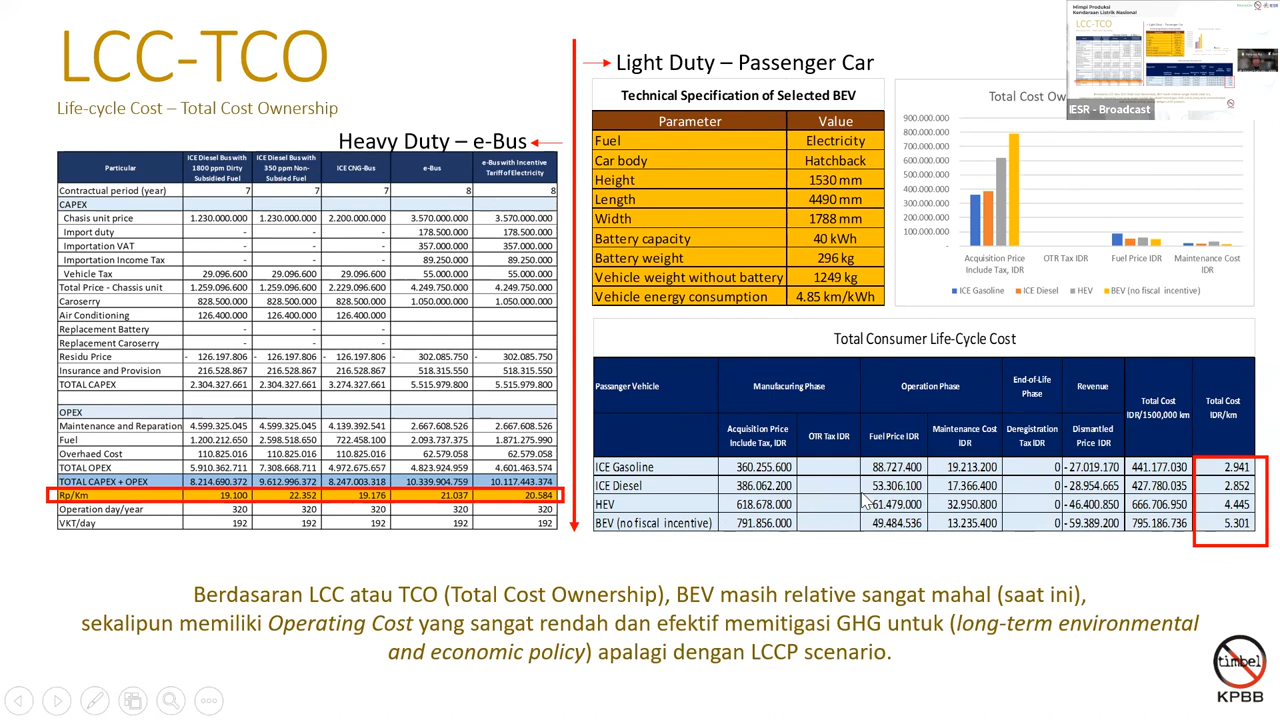 LCC-TCO
Life-cycle Cost – Total Cost Ownership
Heavy Duty – e-Bus
Particular | ICE Diesel Bus with 1800 ppm Dirty Subsidied Fuel | ICE Diesel Bus with 350 ppm Non-Subsied Fuel | ICE CNG-Bus | e-Bus | e-Bus with Incentive Tariff of Electricity
Contractual period (year) 7 7 7 8 8
CAPEX
Chasis unit price 1.230.000.000 1.230.000.000 2.200.000.000 3.570.000.000 3.570.000.000
Import duty - - - 178.500.000 178.500.000
Importation VAT - - - 357.000.000 357.000.000
Importation Income Tax - - - 89.250.000 89.250.000
Vehicle Tax 29.096.600 29.096.600 29.096.600 55.000.000 55.000.000
Total Price - Chassis unit 1.259.096.600 1.259.096.600 2.229.096.600 4.249.750.000 4.249.750.000
Caroserry 828.500.000 828.500.000 828.500.000 1.050.000.000 1.050.000.000
Air Conditioning 126.400.000 126.400.000 126.400.000
Replacement Battery - - -
Replacement Caroserry - - -
Residu Price - 126.197.806 - 126.197.806 - 126.197.806 - 302.085.750 - 302.085.750
Insurance and Provision 216.528.867 216.528.867 216.528.867 518.315.550 518.315.550
TOTAL CAPEX 2.304.327.661 2.304.327.661 3.274.327.661 5.515.979.800 5.515.979.800
OPEX
Maintenance and Reparation 4.599.325.045 4.599.325.045 4.139.392.541 2.667.608.526 2.667.608.526
Fuel 1.200.212.650 2.598.518.650 722.458.100 2.093.737.375 1.871.275.990
Overhaed Cost 110.825.016 110.825.016 110.825.016 62.579.058 62.579.058
TOTAL OPEX 5.910.362.711 7.308.668.711 4.972.675.657 4.823.924.959 4.601.463.574
TOTAL CAPEX + OPEX 8.214.690.372 9.612.996.372 8.247.003.318 10.339.904.759 10.117.443.374
Rp/Km 19.100 22.352 19.176 21.037 20.584
Operation day/year 320 320 320 320 320
VKT/day 192 192 192 192 192
Light Duty – Passenger Car
Technical Specification of Selected BEV
Parameter Value
Fuel Electricity
Car body Hatchback
Height 1530 mm
Length 4490 mm
Width 1788 mm
Battery capacity 40 kWh
Battery weight 296 kg
Vehicle weight without battery 1249 kg
Vehicle energy consumption 4.85 km/kWh
Total Cost Ow
900.000.000
800.000.000
700.000.000
600.000.000
500.000.000
400.000.000
300.000.000
200.000.000
100.000.000
-
Acquisition Price Include Tax, IDR
OTR Tax IDR
Fuel Price IDR
Maintenance Cost IDR
ICE Gasoline ICE Diesel HEV BEV (no fiscal incentive)
Mimpi Produksi
Kendaraan Listrik Nasional
LCC-TCO
IESR - Broadcast
Total Consumer Life-Cycle Cost
Passanger Vehicle | Manufacuring Phase | Operation Phase | End-of-Life Phase | Revenue | Total Cost IDR/1500,000 km | Total Cost IDR/km
Acquisition Price Include Tax, IDR | OTR Tax IDR | Fuel Price IDR | Maintenance Cost IDR | Deregistration Tax IDR | Dismantled Price IDR
ICE Gasoline 360.255.600 88.727.400 19.213.200 0 -27.019.170 441.177.030 2.941
ICE Diesel 386.062.200 53.306.100 17.366.400 0 -28.954.665 427.780.035 2.852
HEV 618.678.000 61.479.000 32.950.800 0 -46.400.850 666.706.950 4.445
BEV (no fiscal incentive) 791.856.000 49.484.536 13.235.400 0 -59.389.200 795.186.736 5.301
Berdasaran LCC atau TCO (Total Cost Ownership), BEV masih relative sangat mahal (saat ini),
sekalipun memiliki Operating Cost yang sangat rendah dan efektif memitigasi GHG untuk (long-term environmental
and economic policy) apalagi dengan LCCP scenario.
timbel
KPBB